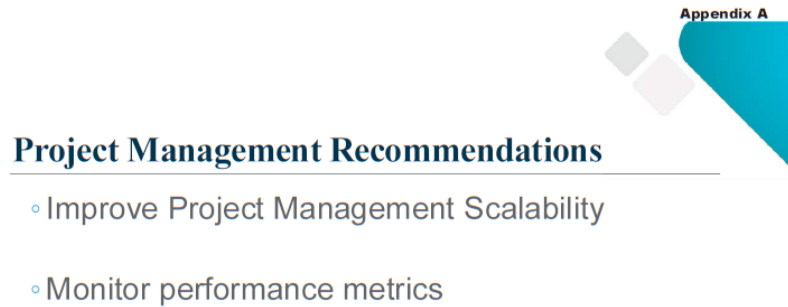 Appendix A
Project Management Recommendations
◦ Improve Project Management Scalability
◦ Monitor performance metrics